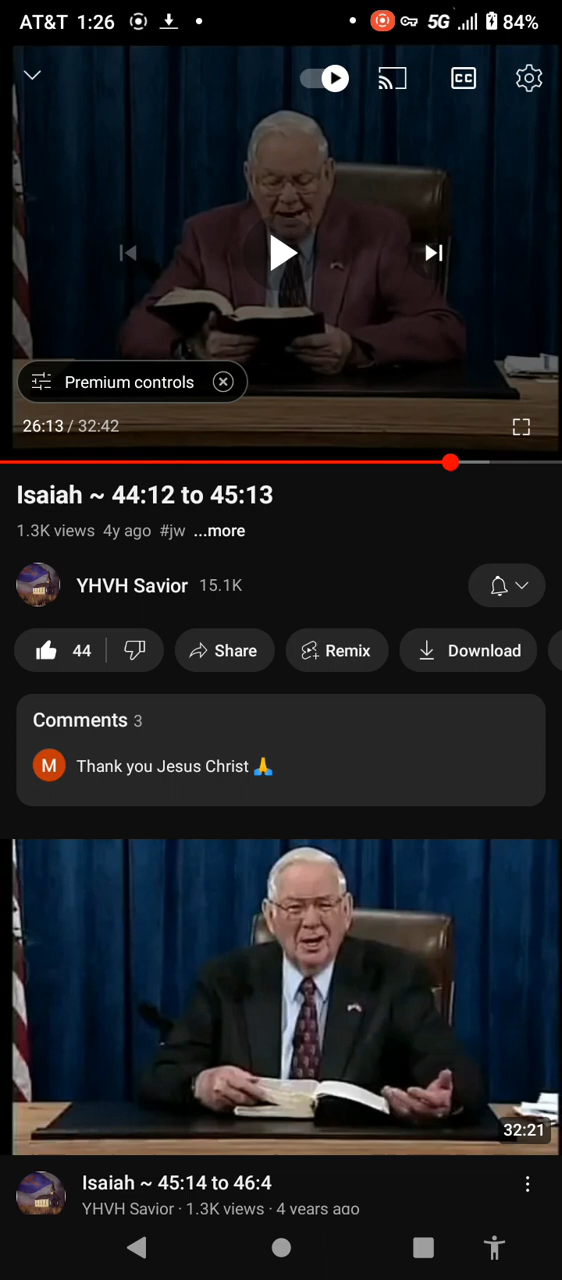 AT&T 1:26 5G 84%
CC
Premium controls
26:13 / 32:42
Isaiah ~ 44:12 to 45:13
1.3K views 4y ago #jw ...more
YHVH Savior 15.1K
44 Share Remix Download
Comments 3
M Thank you Jesus Christ 🙏
32:21
Isaiah ~ 45:14 to 46:4
YHVH Savior · 1.3K views · 4 years ago